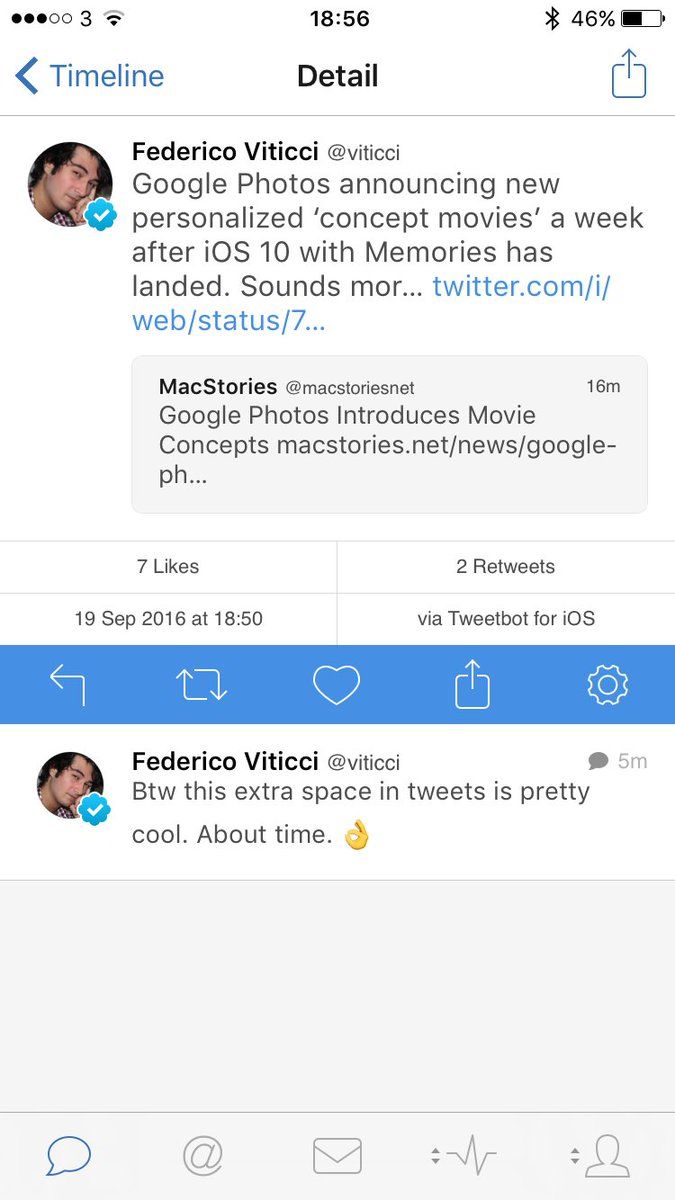 3 18:56 46%
Timeline Detail
Federico Viticci @viticci
Google Photos announcing new
personalized ‘concept movies’ a week
after iOS 10 with Memories has
landed. Sounds mor... twitter.com/i/
web/status/7...
MacStories @macstoriesnet 16m
Google Photos Introduces Movie
Concepts macstories.net/news/google-
ph...
7 Likes 2 Retweets
19 Sep 2016 at 18:50 via Tweetbot for iOS
Federico Viticci @viticci 5m
Btw this extra space in tweets is pretty
cool. About time. 👌